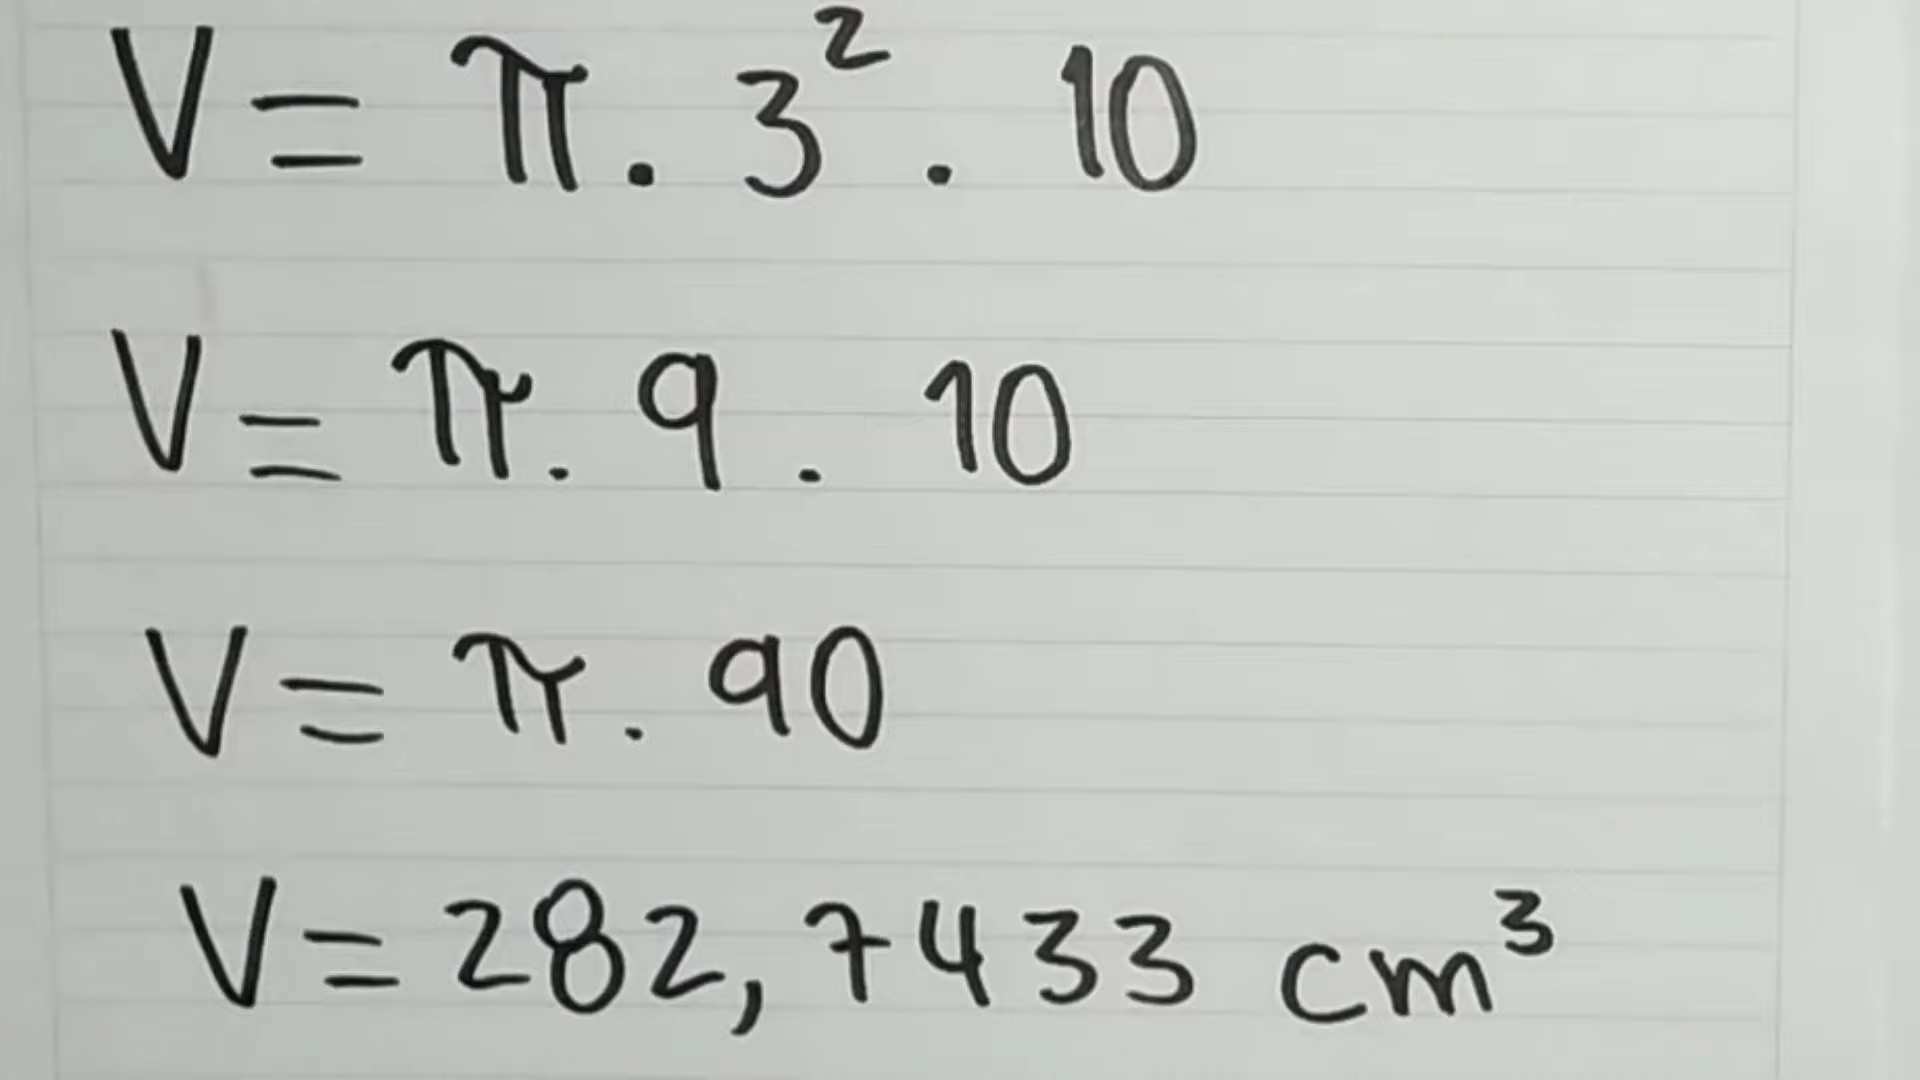 V = π . 3² . 10
V = π . 9 . 10
V = π . 90
V = 282,7433 cm³